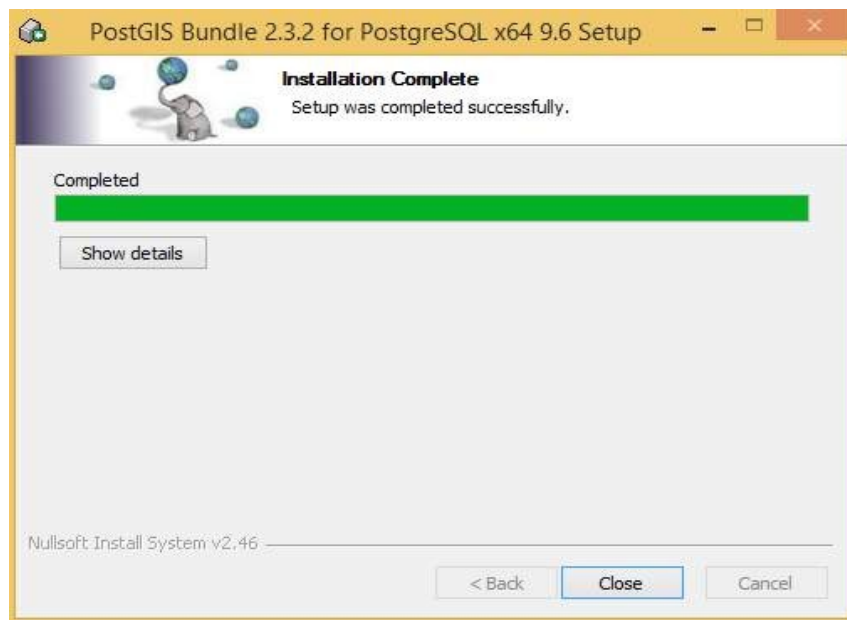 PostGIS Bundle 2.3.2 for PostgreSQL x64 9.6 Setup
Installation Complete
Setup was completed successfully.
Completed
Show details
Nullsoft Install System v2.46
< Back Close Cancel